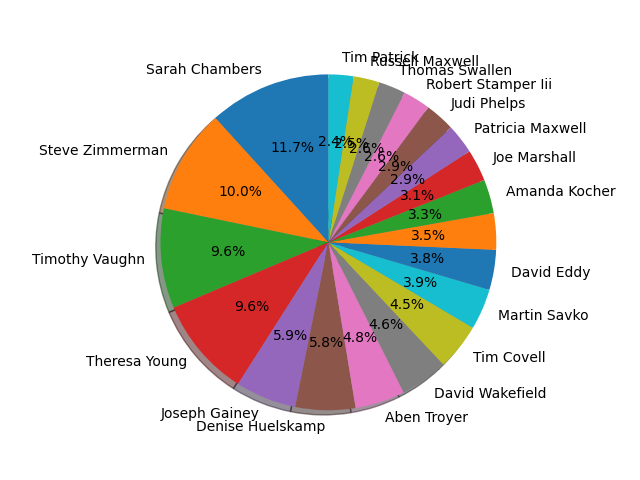 Sarah Chambers
11.7%
Steve Zimmerman
10.0%
Timothy Vaughn
9.6%
Theresa Young
9.6%
Joseph Gainey
5.9%
Denise Huelskamp
5.8%
Aben Troyer
4.8%
David Wakefield
4.6%
Tim Covell
4.5%
Martin Savko
3.9%
David Eddy
3.8%
3.5%
Amanda Kocher
3.3%
Joe Marshall
3.1%
Patricia Maxwell
2.9%
Judi Phelps
2.9%
Robert Stamper Iii
2.6%
Thomas Swallen
2.6%
Russell Maxwell
2.5%
Tim Patrick
2.4%